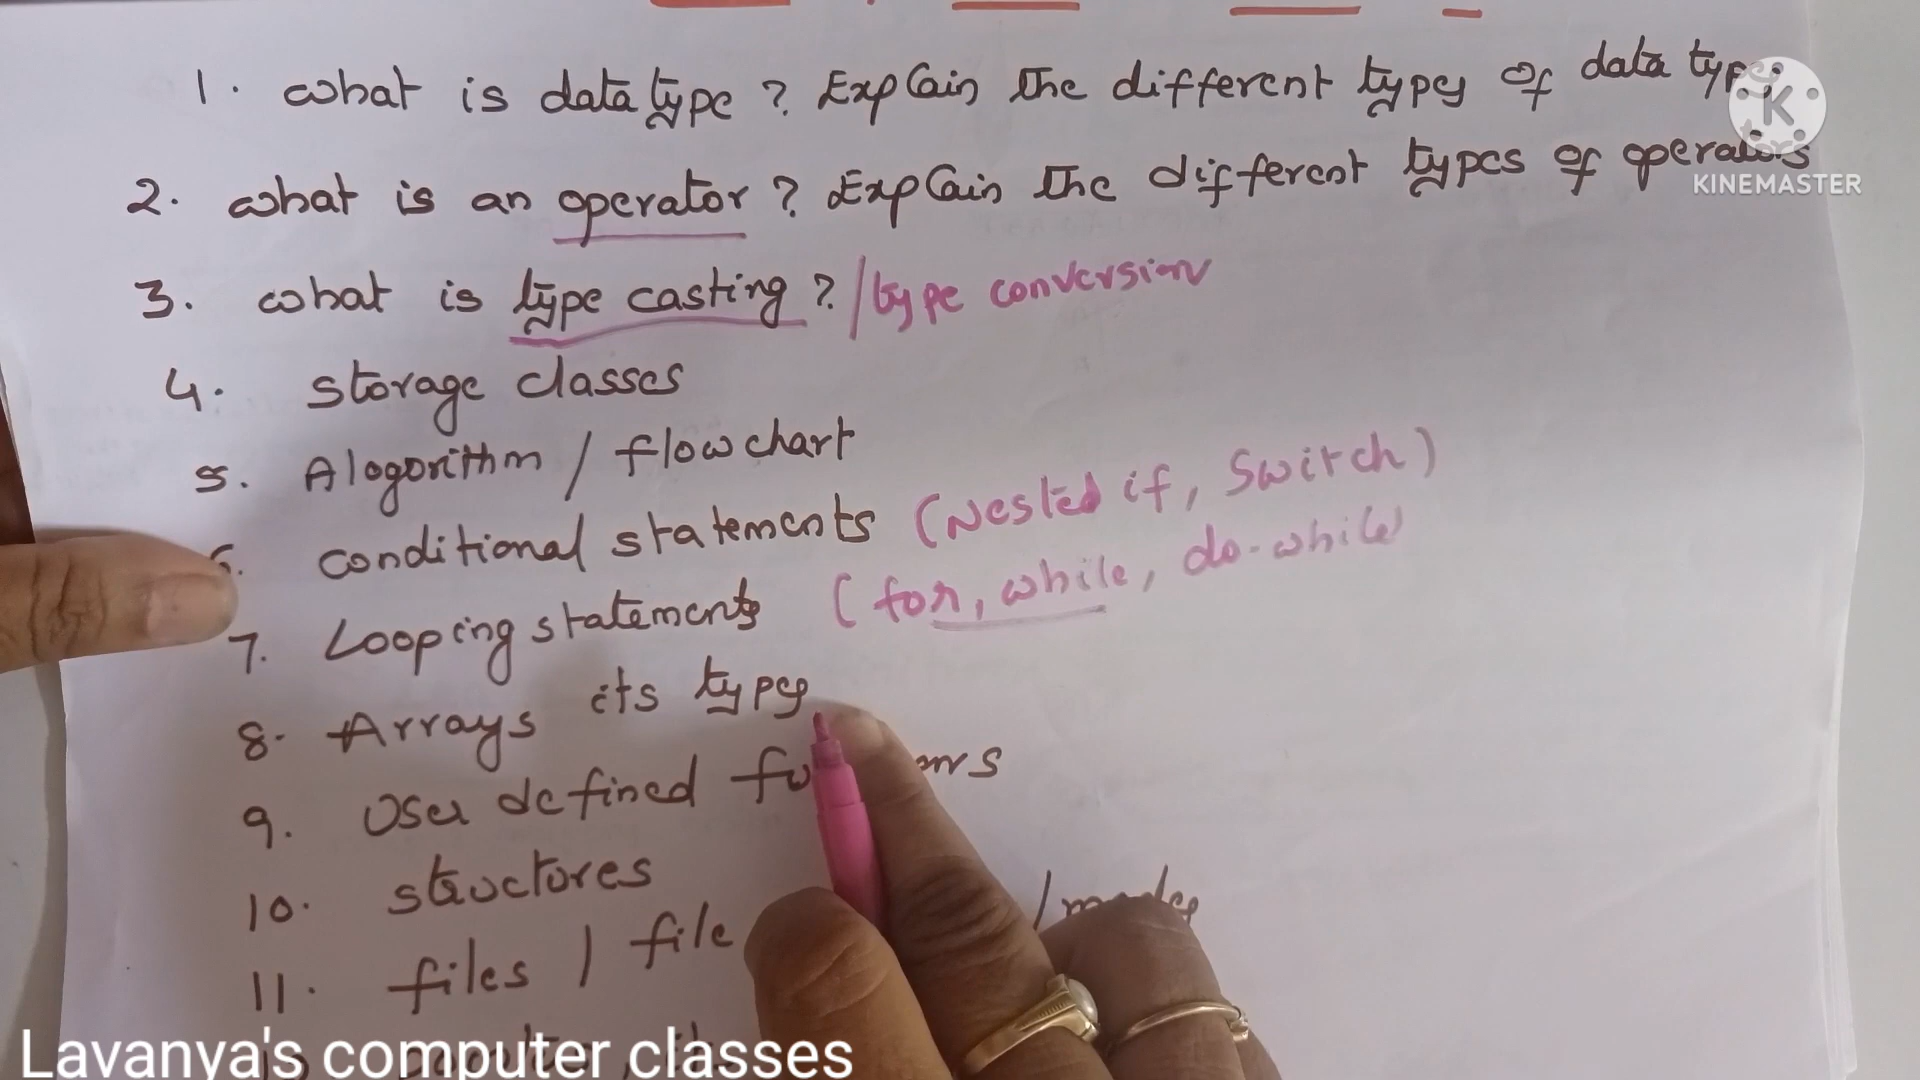 1. what is data type ? Explain the different types of data types
2. what is an operator ? Explain the different types of operators
3. what is type casting ? / type conversion
4. storage classes
5. Alogorithm / flowchart
6. conditional statements (Nested if, Switch)
7. Looping statements (for, while, do-while)
8. Arrays its types
9. User defined
10. structures
11. files / file / modes
KINEMASTER
Lavanya's computer classes